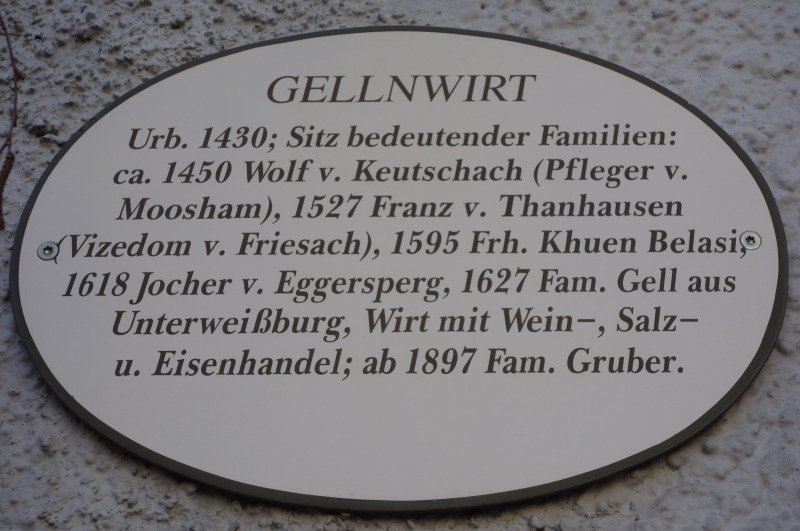 GELLNWIRT
Urb. 1430; Sitz bedeutender Familien:
ca. 1450 Wolf v. Keutschach (Pfleger v.
Moosham), 1527 Franz v. Thanhausen
(Vizedom v. Friesach), 1595 Frh. Khuen Belasi,
1618 Jocher v. Eggersperg, 1627 Fam. Gell aus
Unterweißburg, Wirt mit Wein-, Salz-
u. Eisenhandel; ab 1897 Fam. Gruber.